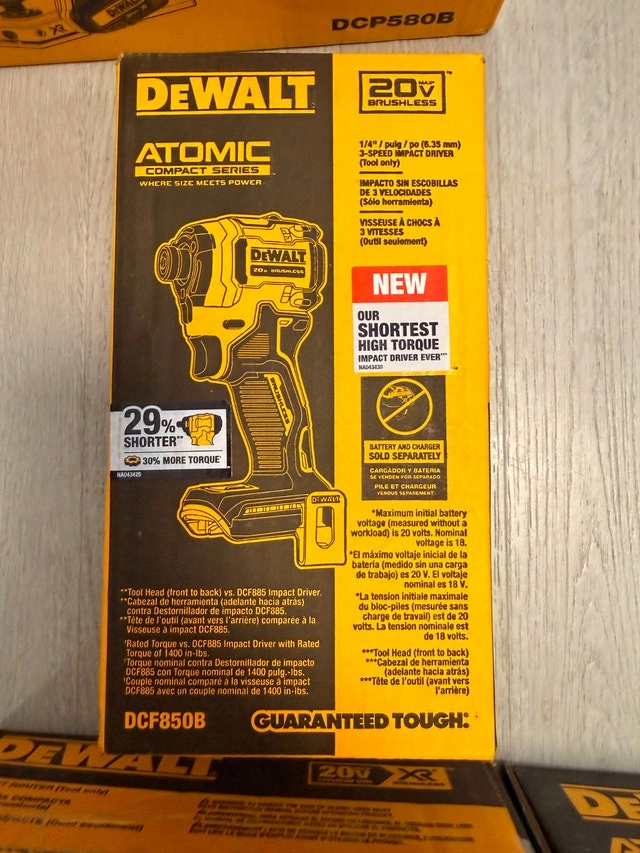 XR
DCP580B
DEWALT
20V MAX*
BRUSHLESS
ATOMIC
COMPACT SERIES™
WHERE SIZE MEETS POWER
1/4" / pulg / po (6.35 mm)
3-SPEED IMPACT DRIVER
(Tool only)
IMPACTO SIN ESCOBILLAS
DE 3 VELOCIDADES
(Sólo herramienta)
VISSEUSE À CHOCS À
3 VITESSES
(Outil seulement)
DEWALT
20v BRUSHLESS
BRUSHLESS
DEWALT
NEW
OUR
SHORTEST
HIGH TORQUE
IMPACT DRIVER EVER***
NA043430
29%
SHORTER**
30% MORE TORQUE†
NA043420
BATTERY AND CHARGER
SOLD SEPARATELY
CARGADOR Y BATERÍA
SE VENDEN POR SEPARADO
PILE ET CHARGEUR
VENDUS SÉPARÉMENT
*Maximum initial battery
voltage (measured without a
workload) is 20 volts. Nominal
voltage is 18.
*El máximo voltaje inicial de la
batería (medido sin una carga
de trabajo) es 20 V. El voltaje
nominal es 18 V.
*La tension initiale maximale
du bloc-piles (mesurée sans
charge de travail) est de 20
volts. La tension nominale est
de 18 volts.
***Tool Head (front to back)
***Cabezal de herramienta
(adelante hacia atrás)
***Tête de l'outil (avant vers
l'arrière)
**Tool Head (front to back) vs. DCF885 Impact Driver.
**Cabezal de herramienta (adelante hacia atrás)
contra Destornillador de impacto DCF885.
**Tête de l'outil (avant vers l'arrière) comparée à la
Visseuse à impact DCF885.
†Rated Torque vs. DCF885 Impact Driver with Rated
Torque of 1400 in-lbs.
†Torque nominal contra Destornillador de impacto
DCF885 con Torque nominal de 1400 pulg.-lbs.
†Couple nominal comparé à la visseuse à impact
DCF885 avec un couple nominal de 1400 in-lbs.
DCF850B
GUARANTEED TOUGH.®
DEWALT
20V XR
ROUTER (Tool only)
COMPACTA
DE